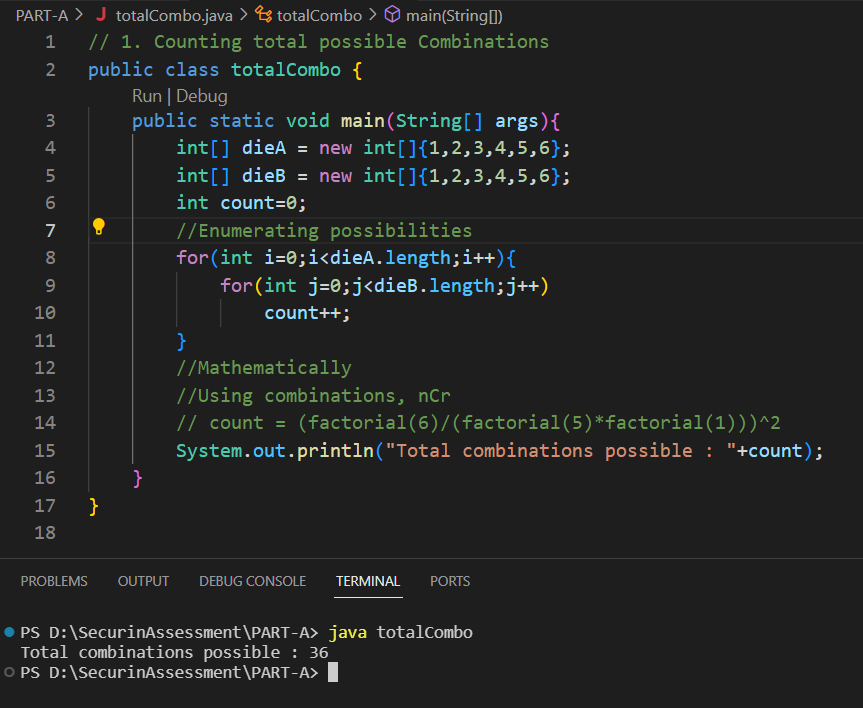 PART-A > J totalCombo.java > totalCombo > main(String[])
1 // 1. Counting total possible Combinations
2 public class totalCombo {
Run | Debug
3 public static void main(String[] args){
4 int[] dieA = new int[]{1,2,3,4,5,6};
5 int[] dieB = new int[]{1,2,3,4,5,6};
6 int count=0;
7 //Enumerating possibilities
8 for(int i=0;i<dieA.length;i++){
9 for(int j=0;j<dieB.length;j++)
10 count++;
11 }
12 //Mathematically
13 //Using combinations, nCr
14 // count = (factorial(6)/(factorial(5)*factorial(1)))^2
15 System.out.println("Total combinations possible : "+count);
16 }
17 }
18
PROBLEMS OUTPUT DEBUG CONSOLE TERMINAL PORTS
PS D:\SecurinAssessment\PART-A> java totalCombo
Total combinations possible : 36
PS D:\SecurinAssessment\PART-A>